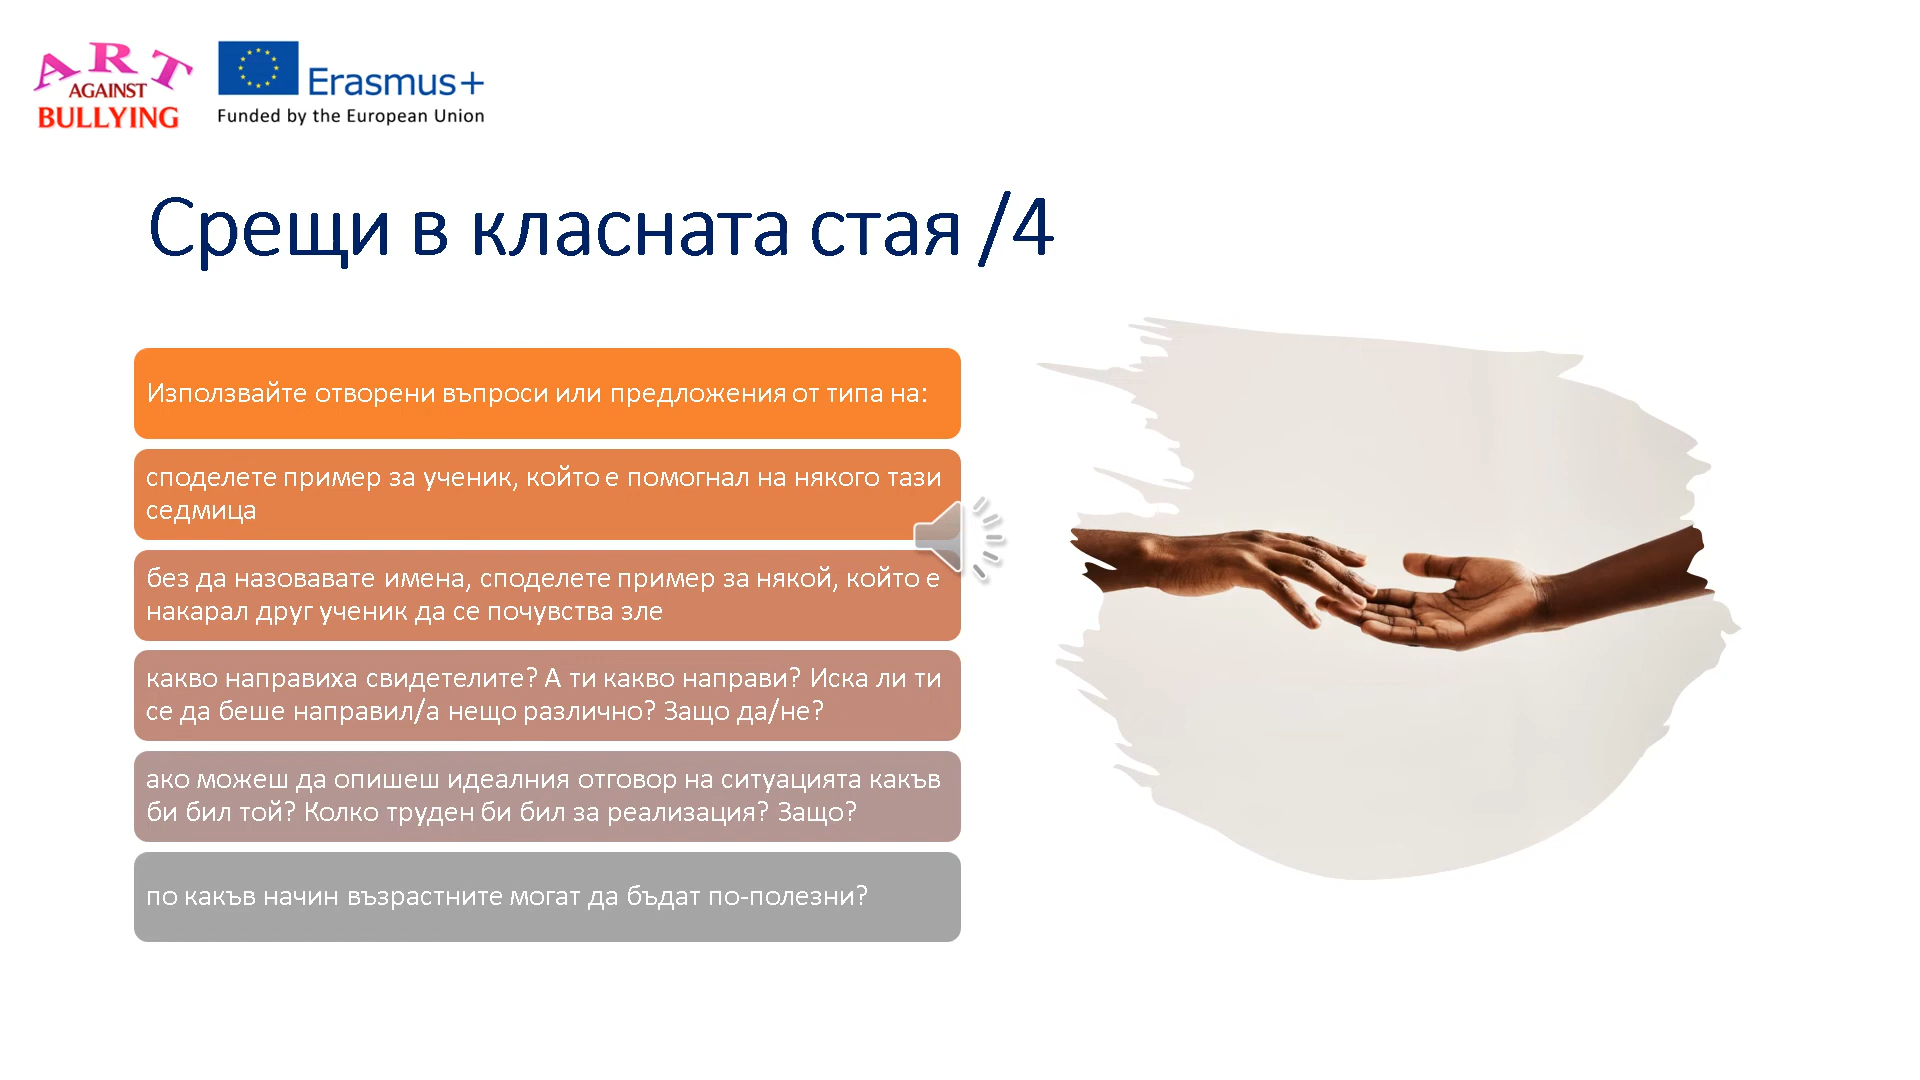 ART
AGAINST
BULLYING
Erasmus+
Funded by the European Union
Срещи в класната стая /4
Използвайте отворени въпроси или предложения от типа на:
споделете пример за ученик, който е помогнал на някого тази
седмица
без да назовавате имена, споделете пример за някой, който е
накарал друг ученик да се почувства зле
какво направиха свидетелите? А ти какво направи? Иска ли ти
се да беше направил/а нещо различно? Защо да/не?
ако можеш да опишеш идеалния отговор на ситуацията какъв
би бил той? Колко труден би бил за реализация? Защо?
по какъв начин възрастните могат да бъдат по-полезни?